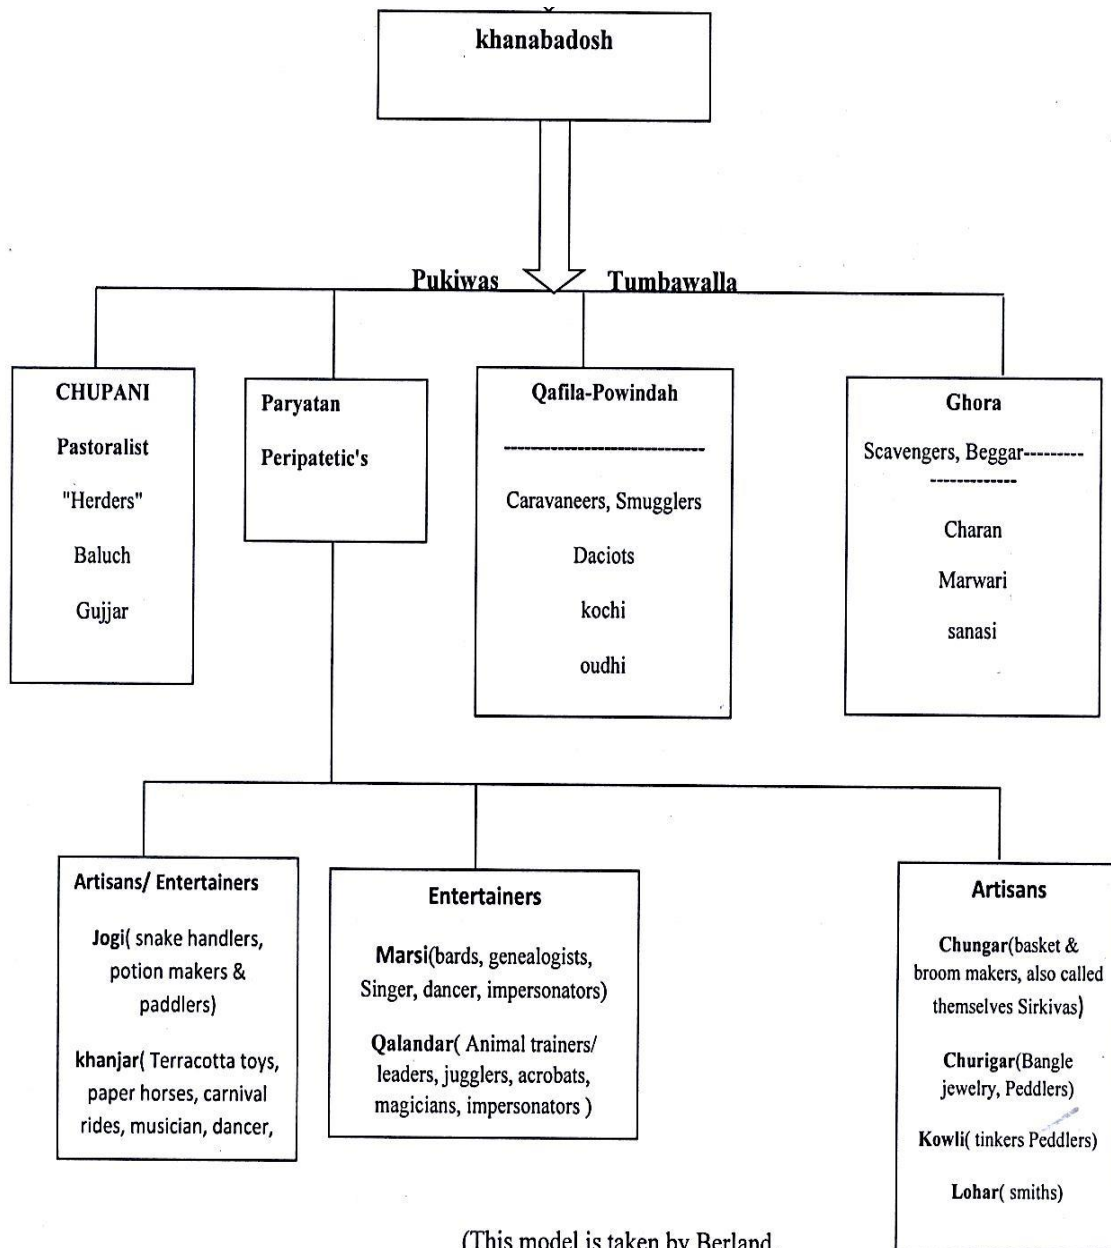 khanabadosh
Pukiwas
Tumbawalla
CHUPANI
Pastoralist
"Herders"
Baluch
Gujjar
Paryatan
Peripatetic's
Qafila-Powindah
-----------------------------
Caravaneers, Smugglers
Daciots
kochi
oudhi
Ghora
Scavengers, Beggar---------
-------------
Charan
Marwari
sanasi
Artisans/ Entertainers
Jogi( snake handlers,
potion makers &
paddlers)
khanjar( Terracotta toys,
paper horses, carnival
rides, musician, dancer,
Entertainers
Marsi(bards, genealogists,
Singer, dancer, impersonators)
Qalandar( Animal trainers/
leaders, jugglers, acrobats,
magicians, impersonators )
Artisans
Chungar(basket &
broom makers, also called
themselves Sirkivas)
Churigar(Bangle
jewelry, Peddlers)
Kowli( tinkers Peddlers)
Lohar( smiths)
(This model is taken by Berland